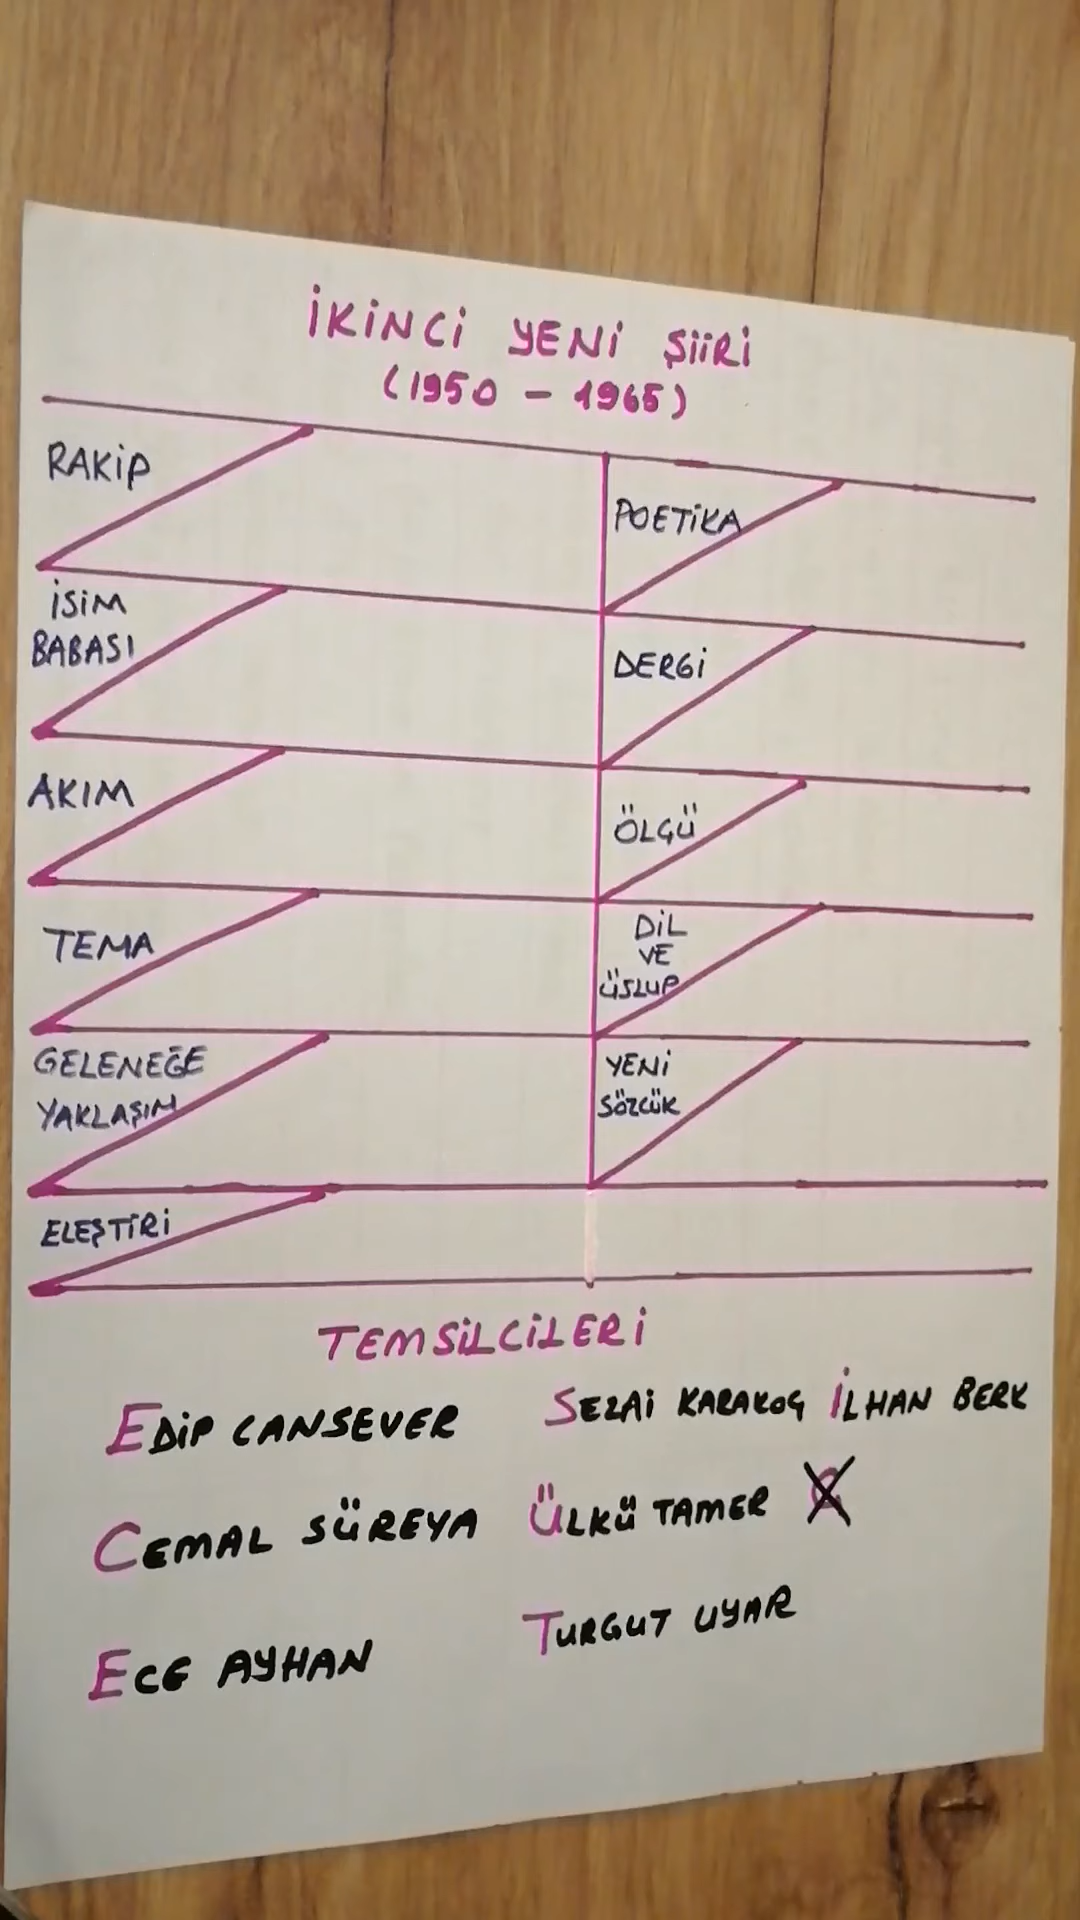 İKİNCİ YENİ ŞİİRİ
(1950 - 1965)
RAKİP
POETİKA
İSİM
BABASI
DERGİ
AKIM
ÖLÇÜ
TEMA
DİL
VE
ÜSLUP
GELENEĞE
YAKLAŞIM
YENİ
SÖZCÜK
ELEŞTİRİ
TEMSİLCİLERİ
EDİP CANSEVER SEZAİ KARAKOÇ İLHAN BERK
CEMAL SÜREYA ÜLKÜ TAMER
ECE AYHAN TURGUT UYAR